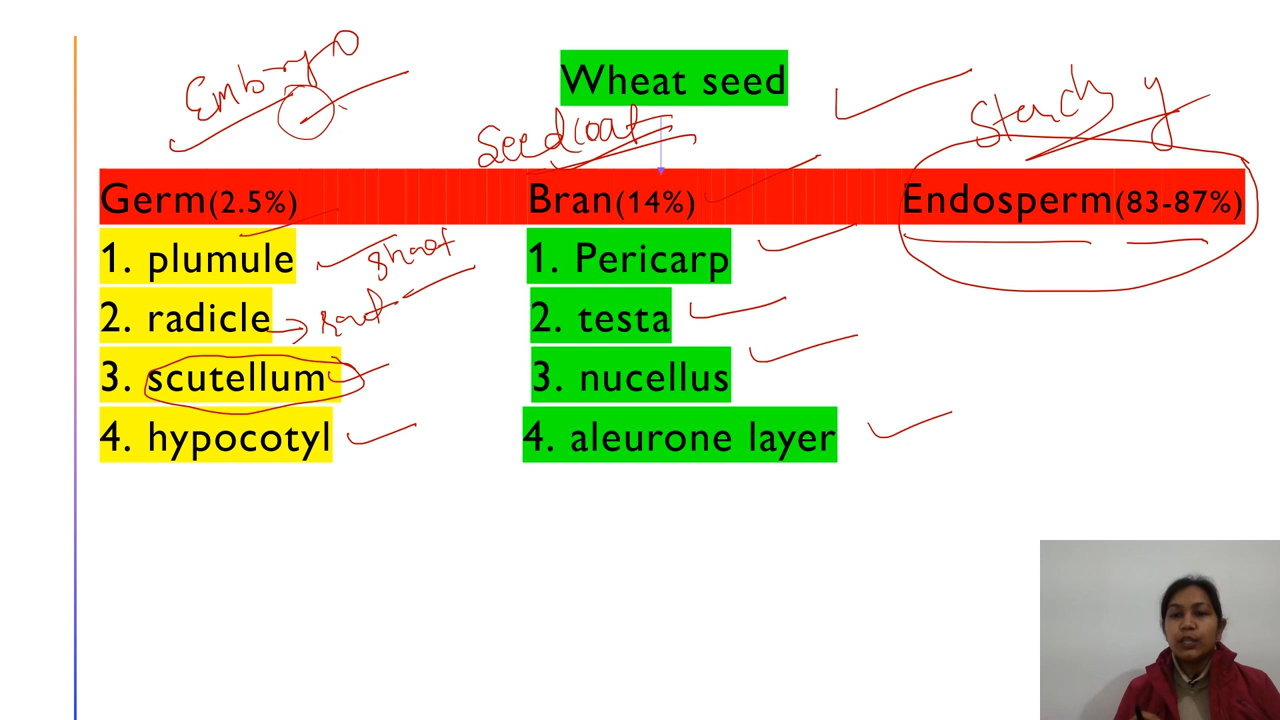 Embryo
Wheat seed
Seedcoat
Starchy
Germ(2.5%) Bran(14%) Endosperm(83-87%)
1. plumule shoot 1. Pericarp
2. radicle → root 2. testa
3. scutellum 3. nucellus
4. hypocotyl 4. aleurone layer